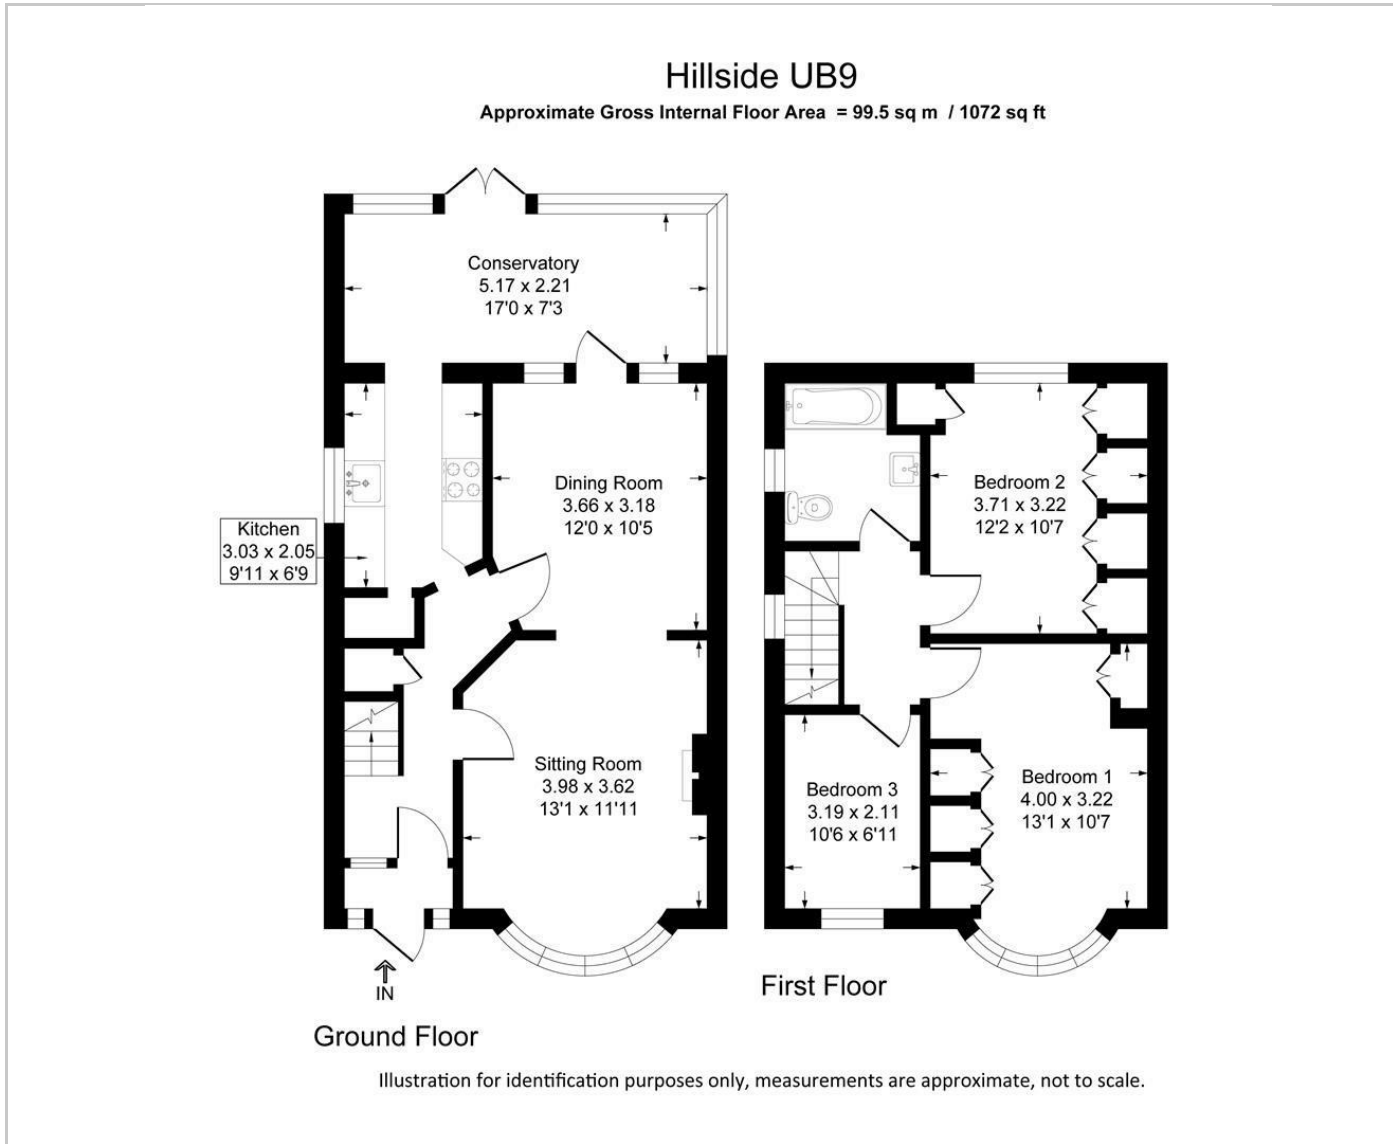 Hillside UB9
Approximate Gross Internal Floor Area = 99.5 sq m / 1072 sq ft
Conservatory
5.17 x 2.21
17'0 x 7'3
Kitchen
3.03 x 2.05
9'11 x 6'9
Dining Room
3.66 x 3.18
12'0 x 10'5
Sitting Room
3.98 x 3.62
13'1 x 11'11
IN
Ground Floor
Bedroom 2
3.71 x 3.22
12'2 x 10'7
Bedroom 1
4.00 x 3.22
13'1 x 10'7
Bedroom 3
3.19 x 2.11
10'6 x 6'11
First Floor
Illustration for identification purposes only, measurements are approximate, not to scale.